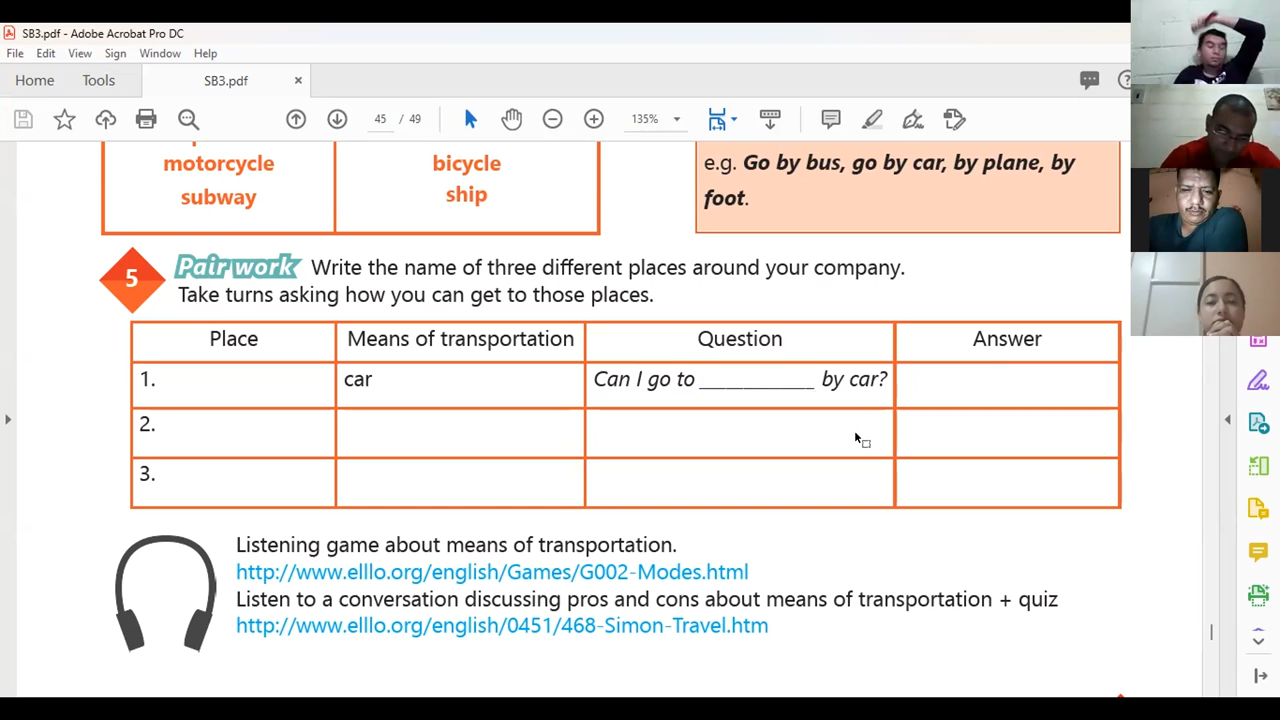 SB3.pdf - Adobe Acrobat Pro DC
File Edit View Sign Window Help
Home Tools SB3.pdf ×
45 / 49 135%
motorcycle bicycle
subway ship
e.g. Go by bus, go by car, by plane, by
foot.
5 Pair work Write the name of three different places around your company.
Take turns asking how you can get to those places.
Place Means of transportation Question Answer
1. car Can I go to ____________ by car?
2.
3.
Listening game about means of transportation.
http://www.elllo.org/english/Games/G002-Modes.html
Listen to a conversation discussing pros and cons about means of transportation + quiz
http://www.elllo.org/english/0451/468-Simon-Travel.htm